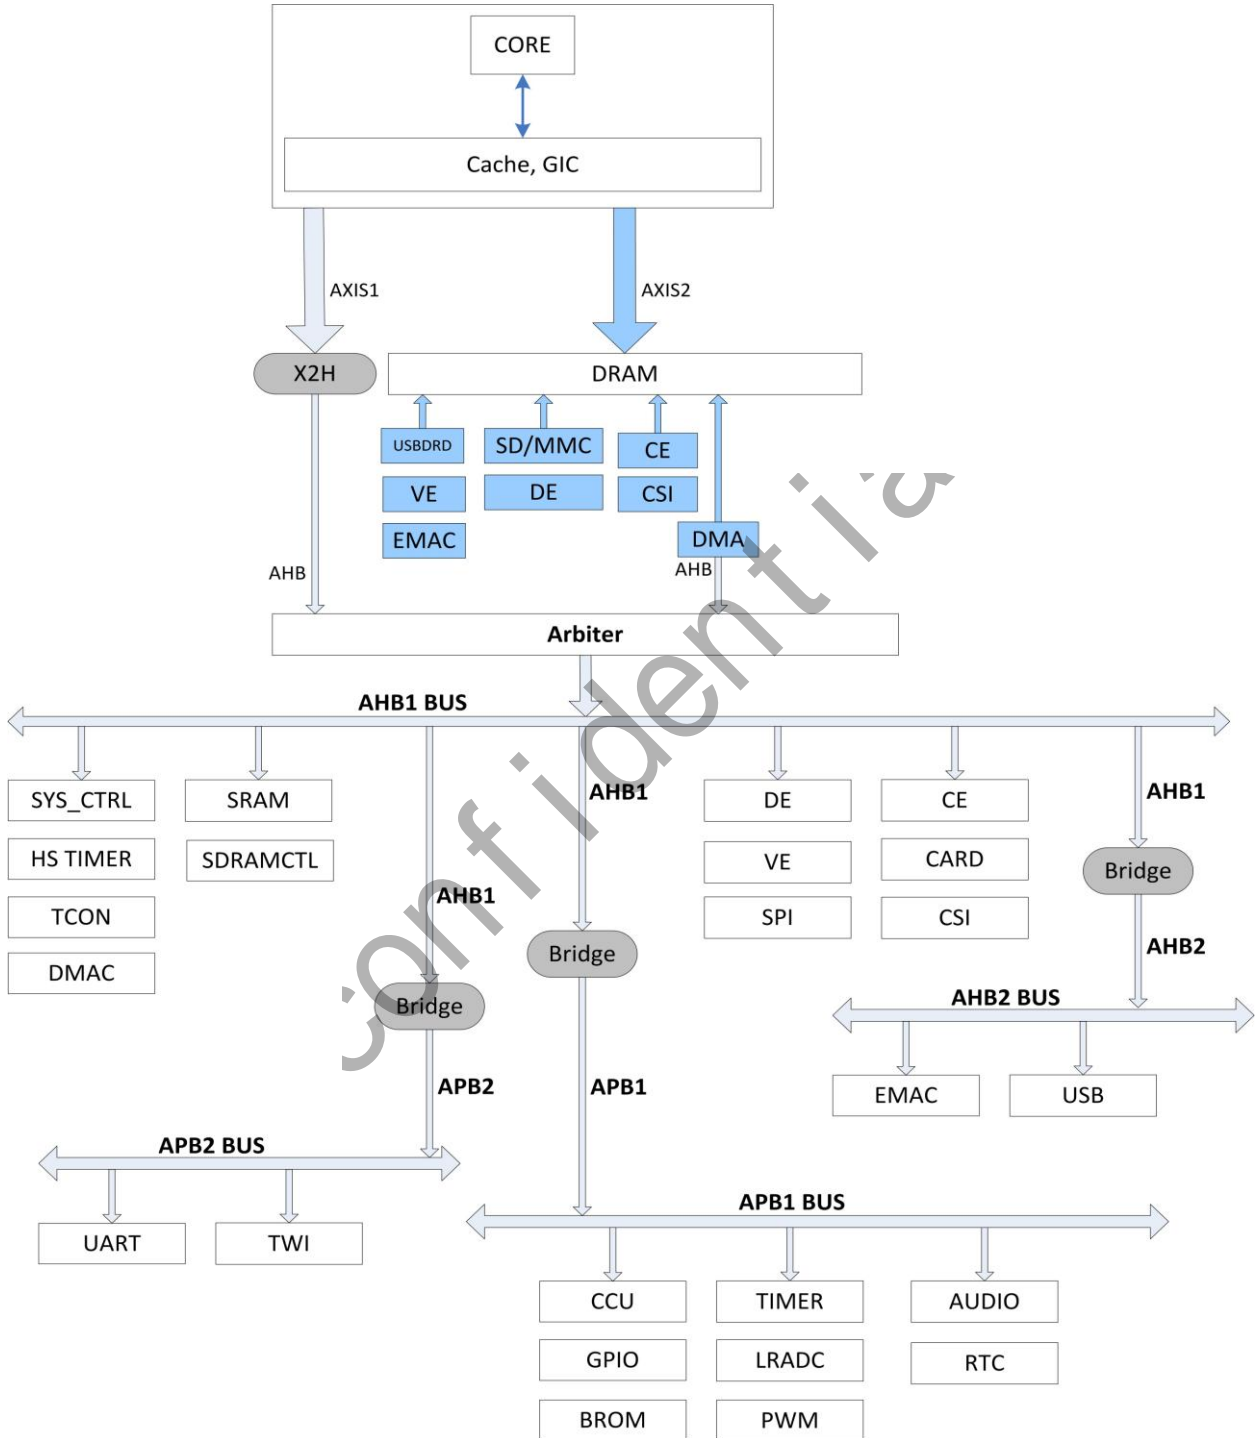 CORE
Cache, GIC
AXIS1
AXIS2
X2H
DRAM
USBDRD
SD/MMC
CE
VE
DE
CSI
EMAC
DMA
AHB
AHB
Arbiter
AHB1 BUS
SYS_CTRL
SRAM
AHB1
DE
CE
AHB1
HS TIMER
SDRAMCTL
VE
CARD
Bridge
TCON
AHB1
SPI
CSI
Bridge
AHB2
DMAC
Bridge
AHB2 BUS
APB2
APB1
EMAC
USB
APB2 BUS
UART
TWI
APB1 BUS
CCU
TIMER
AUDIO
GPIO
LRADC
RTC
BROM
PWM
Confidentia